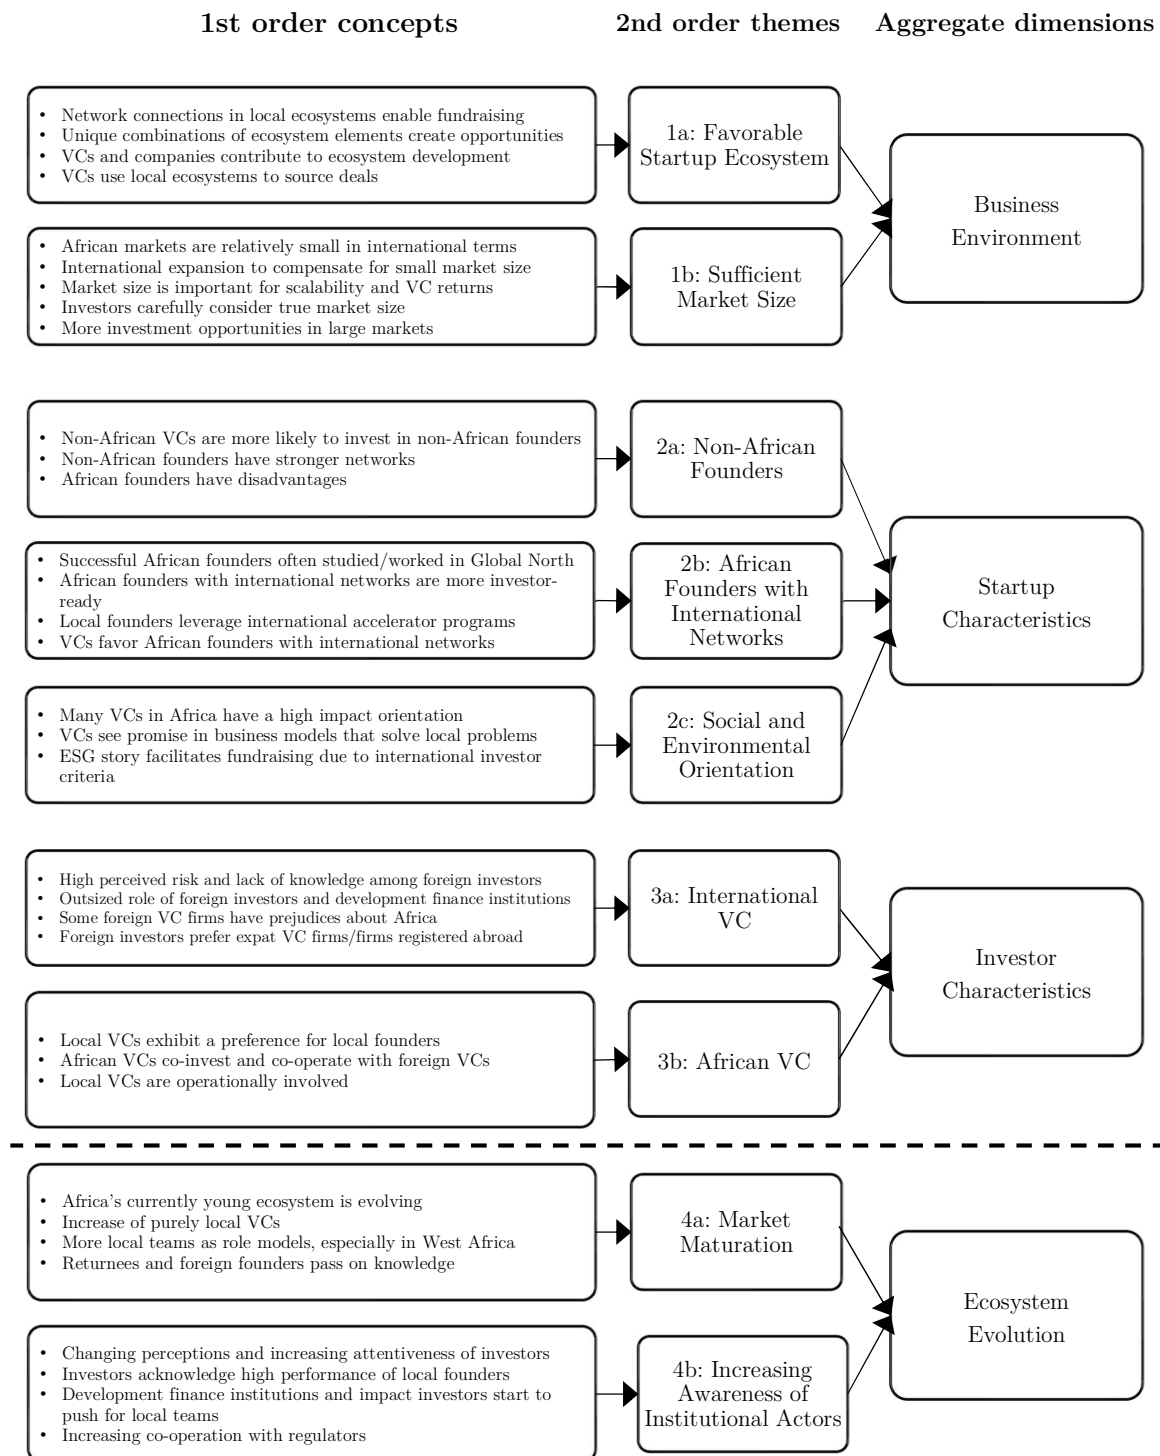 1st order concepts
2nd order themes
Aggregate dimensions
• Network connections in local ecosystems enable fundraising
• Unique combinations of ecosystem elements create opportunities
• VCs and companies contribute to ecosystem development
• VCs use local ecosystems to source deals
1a: Favorable
Startup Ecosystem
• African markets are relatively small in international terms
• International expansion to compensate for small market size
• Market size is important for scalability and VC returns
• Investors carefully consider true market size
• More investment opportunities in large markets
1b: Sufficient
Market Size
Business
Environment
• Non-African VCs are more likely to invest in non-African founders
• Non-African founders have stronger networks
• African founders have disadvantages
2a: Non-African
Founders
• Successful African founders often studied/worked in Global North
• African founders with international networks are more investor-
ready
• Local founders leverage international accelerator programs
• VCs favor African founders with international networks
2b: African
Founders with
International
Networks
• Many VCs in Africa have a high impact orientation
• VCs see promise in business models that solve local problems
• ESG story facilitates fundraising due to international investor
criteria
2c: Social and
Environmental
Orientation
Startup
Characteristics
• High perceived risk and lack of knowledge among foreign investors
• Outsized role of foreign investors and development finance institutions
• Some foreign VC firms have prejudices about Africa
• Foreign investors prefer expat VC firms/firms registered abroad
3a: International
VC
• Local VCs exhibit a preference for local founders
• African VCs co-invest and co-operate with foreign VCs
• Local VCs are operationally involved
3b: African VC
Investor
Characteristics
• Africa's currently young ecosystem is evolving
• Increase of purely local VCs
• More local teams as role models, especially in West Africa
• Returnees and foreign founders pass on knowledge
4a: Market
Maturation
• Changing perceptions and increasing attentiveness of investors
• Investors acknowledge high performance of local founders
• Development finance institutions and impact investors start to
push for local teams
• Increasing co-operation with regulators
4b: Increasing
Awareness of
Institutional Actors
Ecosystem
Evolution